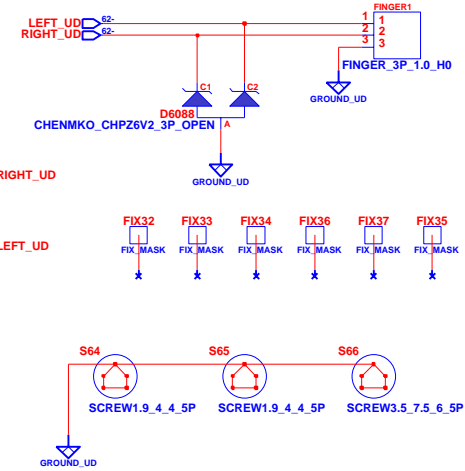 FINGER1
LEFT_UD 62-
RIGHT_UD 62-
1 1
2 2
3 3
FINGER_3P_1.0_H0
GROUND_UD
C1 C2
D6088
CHENMKO_CHPZ6V2_3P_OPEN A
GROUND_UD
RIGHT_UD
LEFT_UD
FIX32 FIX33 FIX34 FIX36 FIX37 FIX35
FIX_MASK FIX_MASK FIX_MASK FIX_MASK FIX_MASK FIX_MASK
S64 S65 S66
SCREW1.9_4_4_5P SCREW1.9_4_4_5P SCREW3.5_7.5_6_5P
GROUND_UD